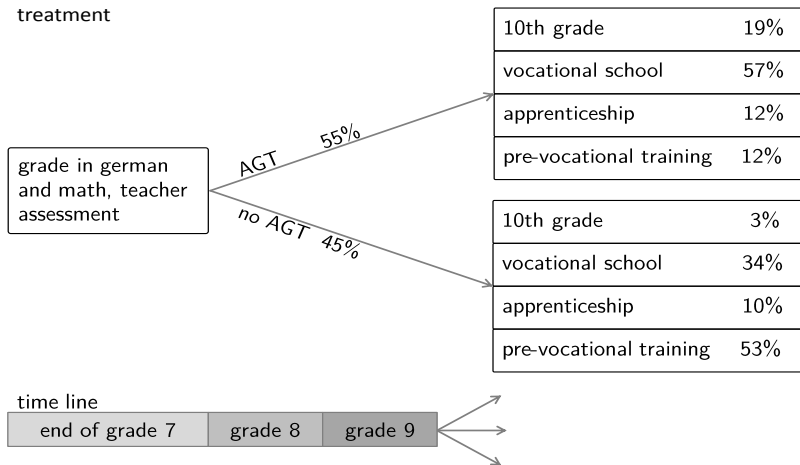 treatment
10th grade 19%
vocational school 57%
apprenticeship 12%
pre-vocational training 12%
AGT 55%
grade in german
and math, teacher
assessment
no AGT 45%
10th grade 3%
vocational school 34%
apprenticeship 10%
pre-vocational training 53%
time line
end of grade 7 grade 8 grade 9